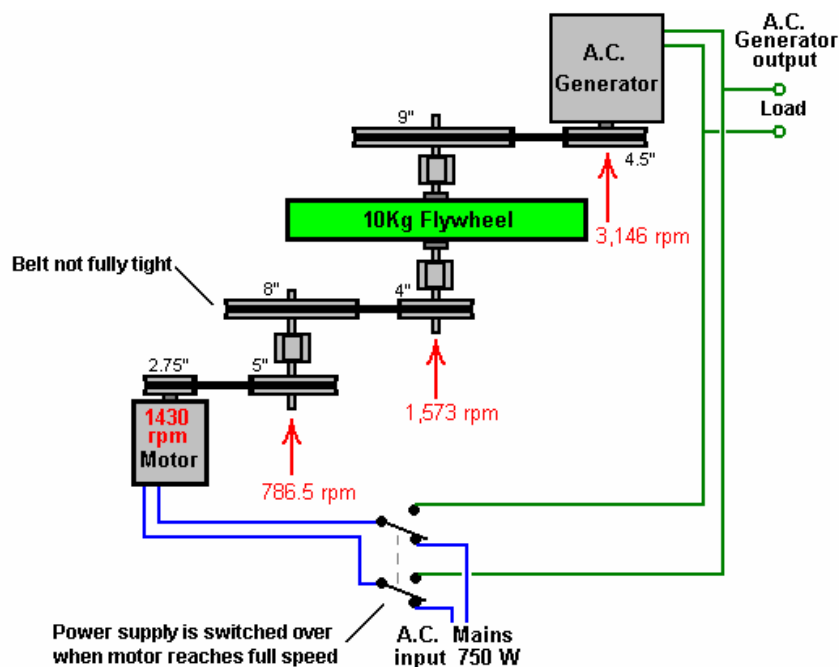 A.C.
Generator
output
A.C.
Generator
Load
9"
4.5"
10Kg Flywheel
3,146 rpm
Belt not fully tight
8"
4"
2.75"
5"
1,573 rpm
1430
rpm
Motor
786.5 rpm
Power supply is switched over
when motor reaches full speed
A.C. Mains
input 750 W